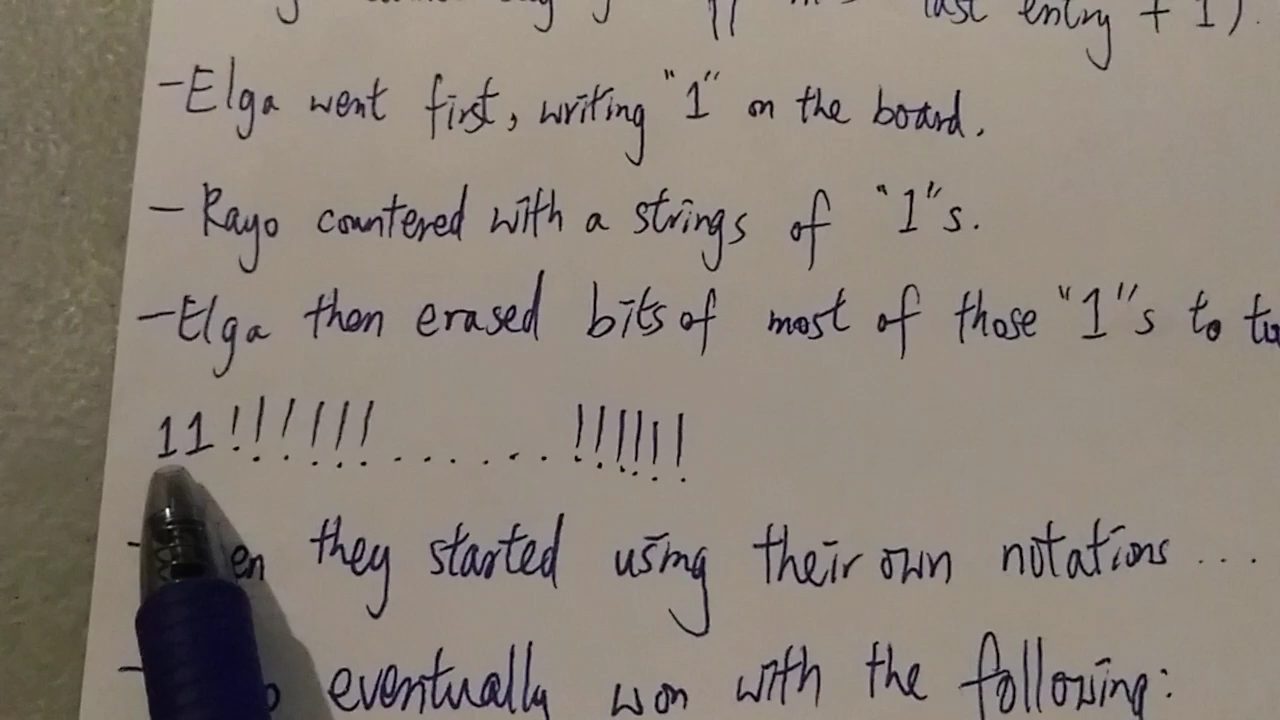 last entry + 1).
- Elga went first, writing "1" on the board.
- Rayo countered with a strings of "1"s.
- Elga then erased bits of most of those "1"s to
11!!!!!!.......!!!!!!
they started using their own notations ...
eventually won with the following: